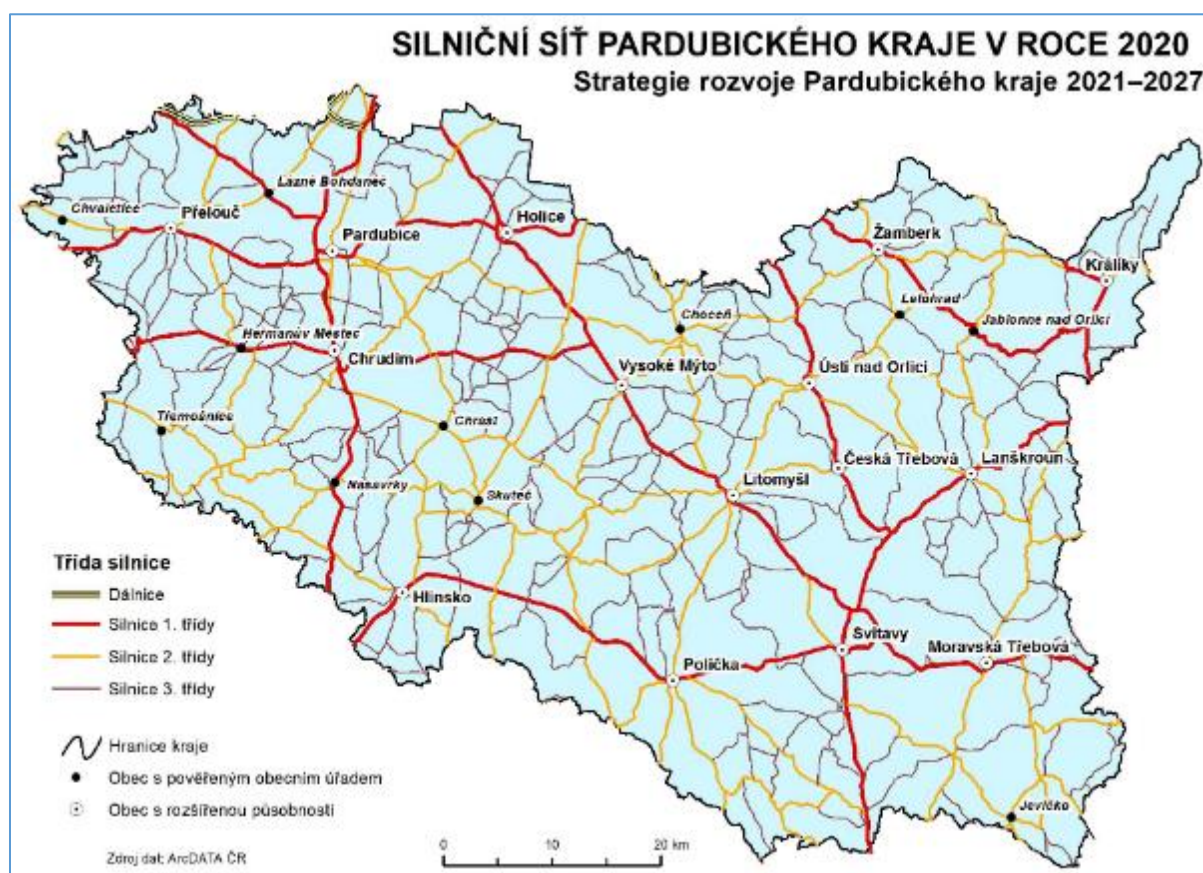 SILNIČNÍ SÍŤ PARDUBICKÉHO KRAJE V ROCE 2020
Strategie rozvoje Pardubického kraje 2021–2027
Lázně Bohdaneč
Chvaletice
Přelouč
Holice
Pardubice
Žamberk
Králíky
Letohrad
Choceň
Jablonné nad Orlicí
Heřmanův Městec
Chrudim
Vysoké Mýto
Ústí nad Orlicí
Třemošnice
Chrast
Česká Třebová
Lanškroun
Nasavrky
Litomyšl
Skuteč
Třída silnice
Dálnice
Hlinsko
Silnice 1. třídy
Svitavy
Moravská Třebová
Silnice 2. třídy
Polička
Silnice 3. třídy
Hranice kraje
Obec s pověřeným obecním úřadem
Obec s rozšířenou působností
Jevíčko
0 10 20 km
Zdroj dat: ArcDATA ČR